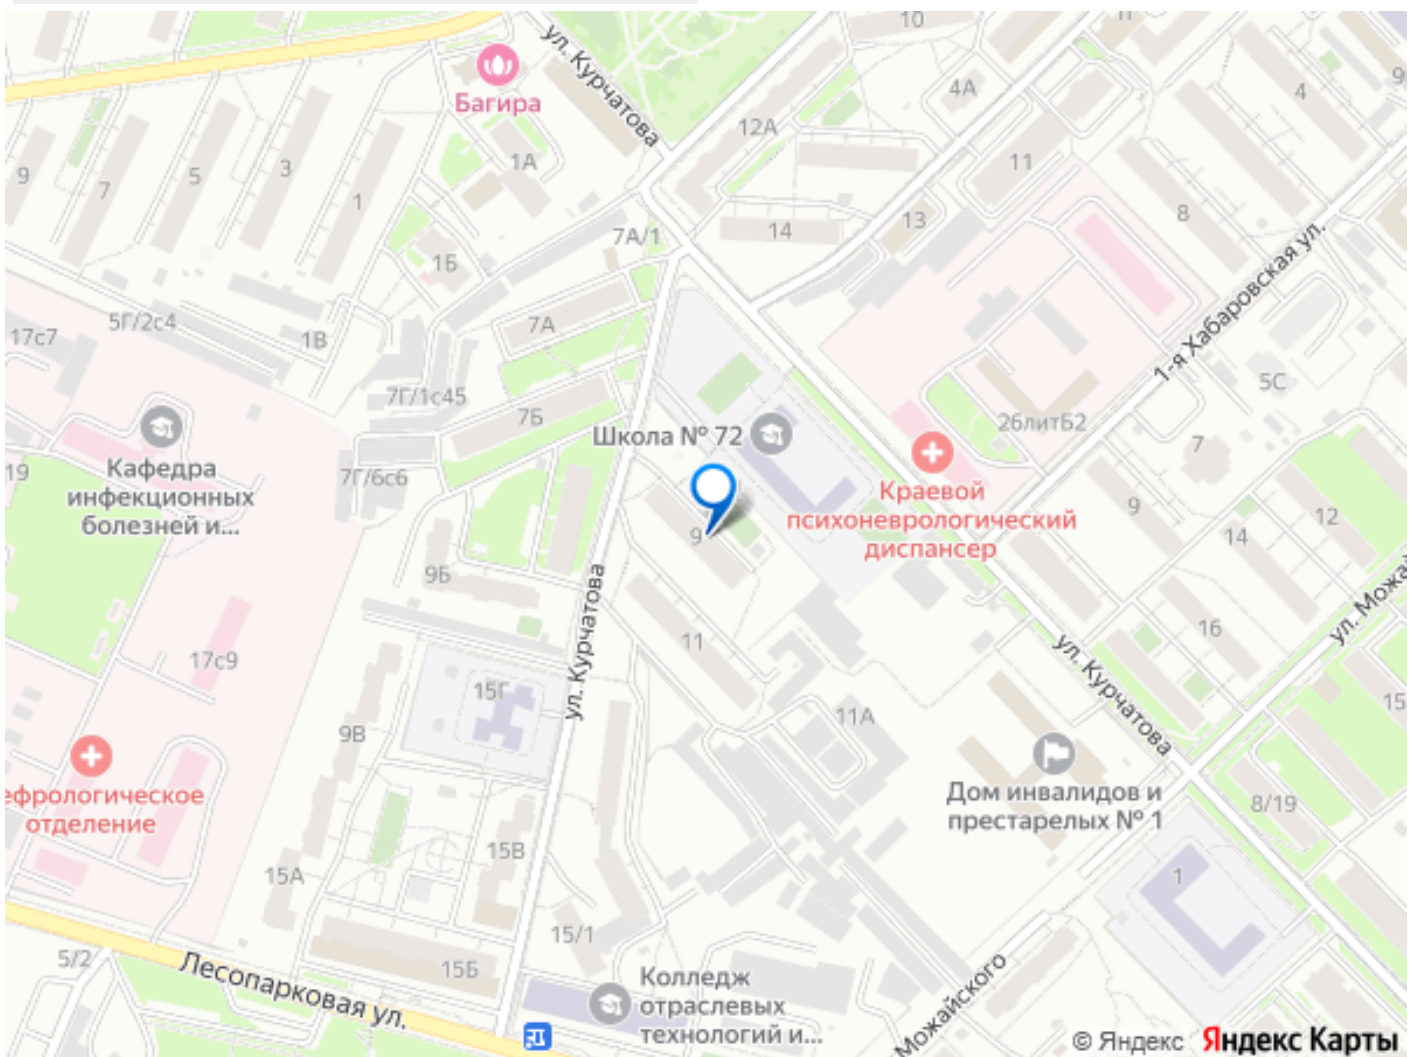 ул. Курчатова
10
П
9
4А
4
Багира
12А
1А
11
9
7
5
3
1
8
13
14
7А/1
1Б
1-я Хабаровская ул.
5Г/2с4
17с7
1В
7А
5С
7Г/1с45
7Б
26литБ2
Школа № 72
7
19
Кафедра
инфекционных
болезней и...
7Г/6с6
Краевой
психоневрологический
диспансер
9
9
12
14
9Б
ул. Курчатова
ул. Можай
16
11
17с9
15Г
ул. Курчатова
15
11А
9В
ефрологическое
отделение
Дом инвалидов и
престарелых № 1
8/19
15В
15А
1
15/1
5/2
15Б
Лесопарковая ул.
Колледж
отраслевых
технологий и...
Можайского
© Яндекс Яндекс Карты